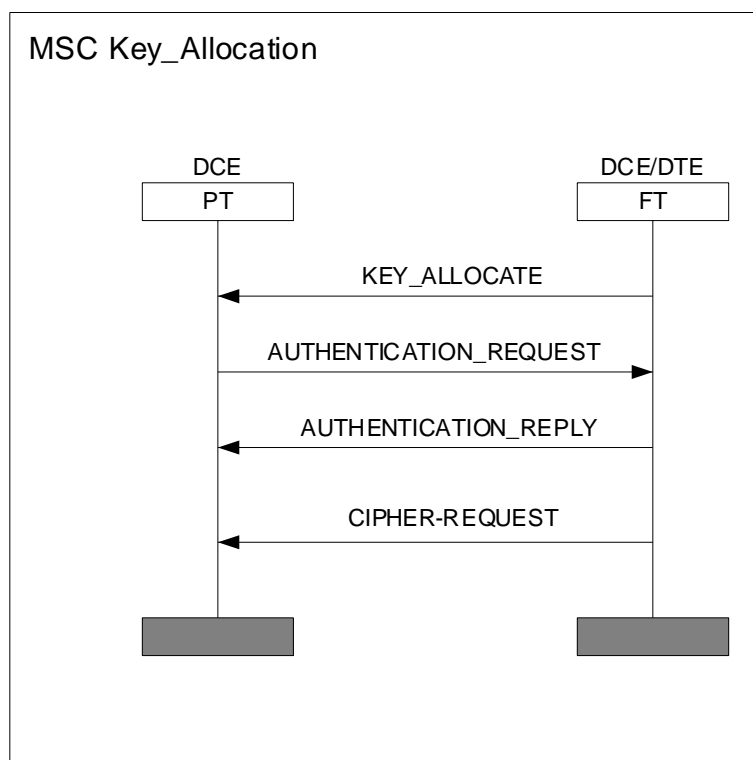 MSC Key_Allocation
DCE
DCE/DTE
PT
FT
KEY_ALLOCATE
AUTHENTICATION_REQUEST
AUTHENTICATION_REPLY
CIPHER-REQUEST